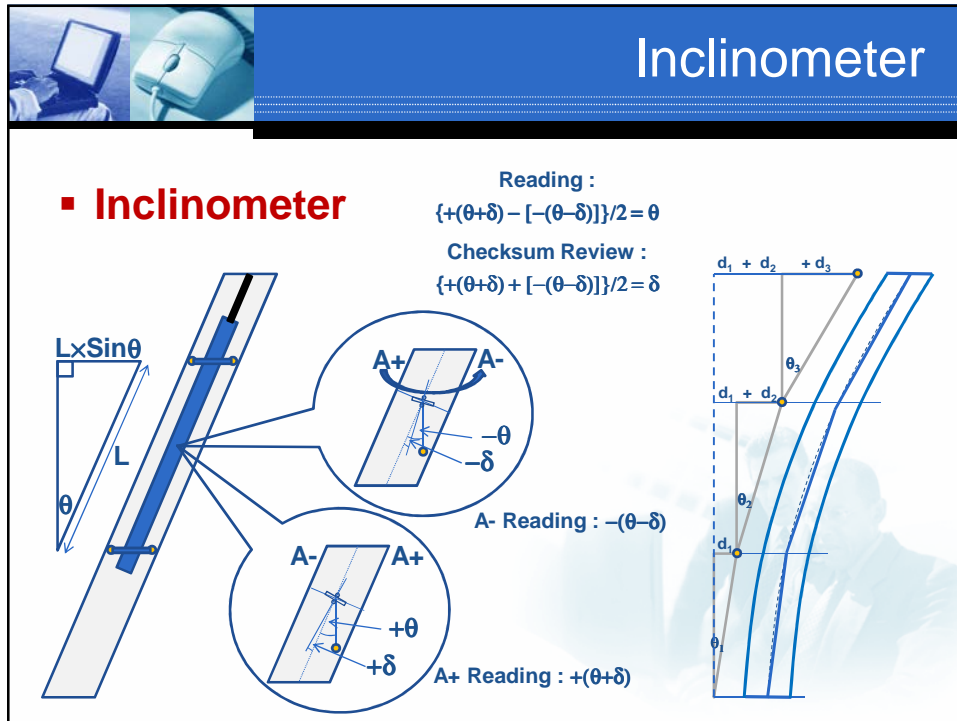 Inclinometer
▪ Inclinometer
Reading :
{+(θ+δ) − [−(θ−δ)]}/2 = θ
Checksum Review :
{+(θ+δ) + [−(θ−δ)]}/2 = δ
L×Sinθ
L
θ
A+ A-
−θ
−δ
A- Reading : −(θ−δ)
A- A+
+θ
+δ
A+ Reading : +(θ+δ)
d₁ + d₂ + d₃
θ₃
d₁ + d₂
θ₂
d₁
θ₁